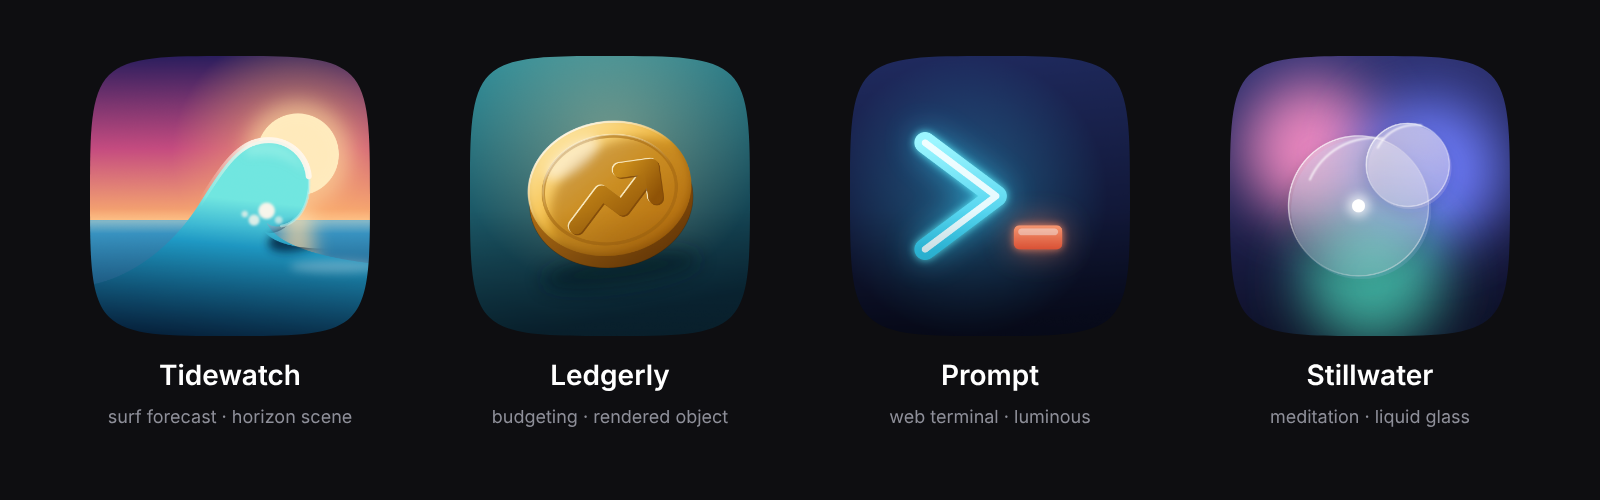 Tidewatch
surf forecast · horizon scene
Ledgerly
budgeting · rendered object
Prompt
web terminal · luminous
Stillwater
meditation · liquid glass